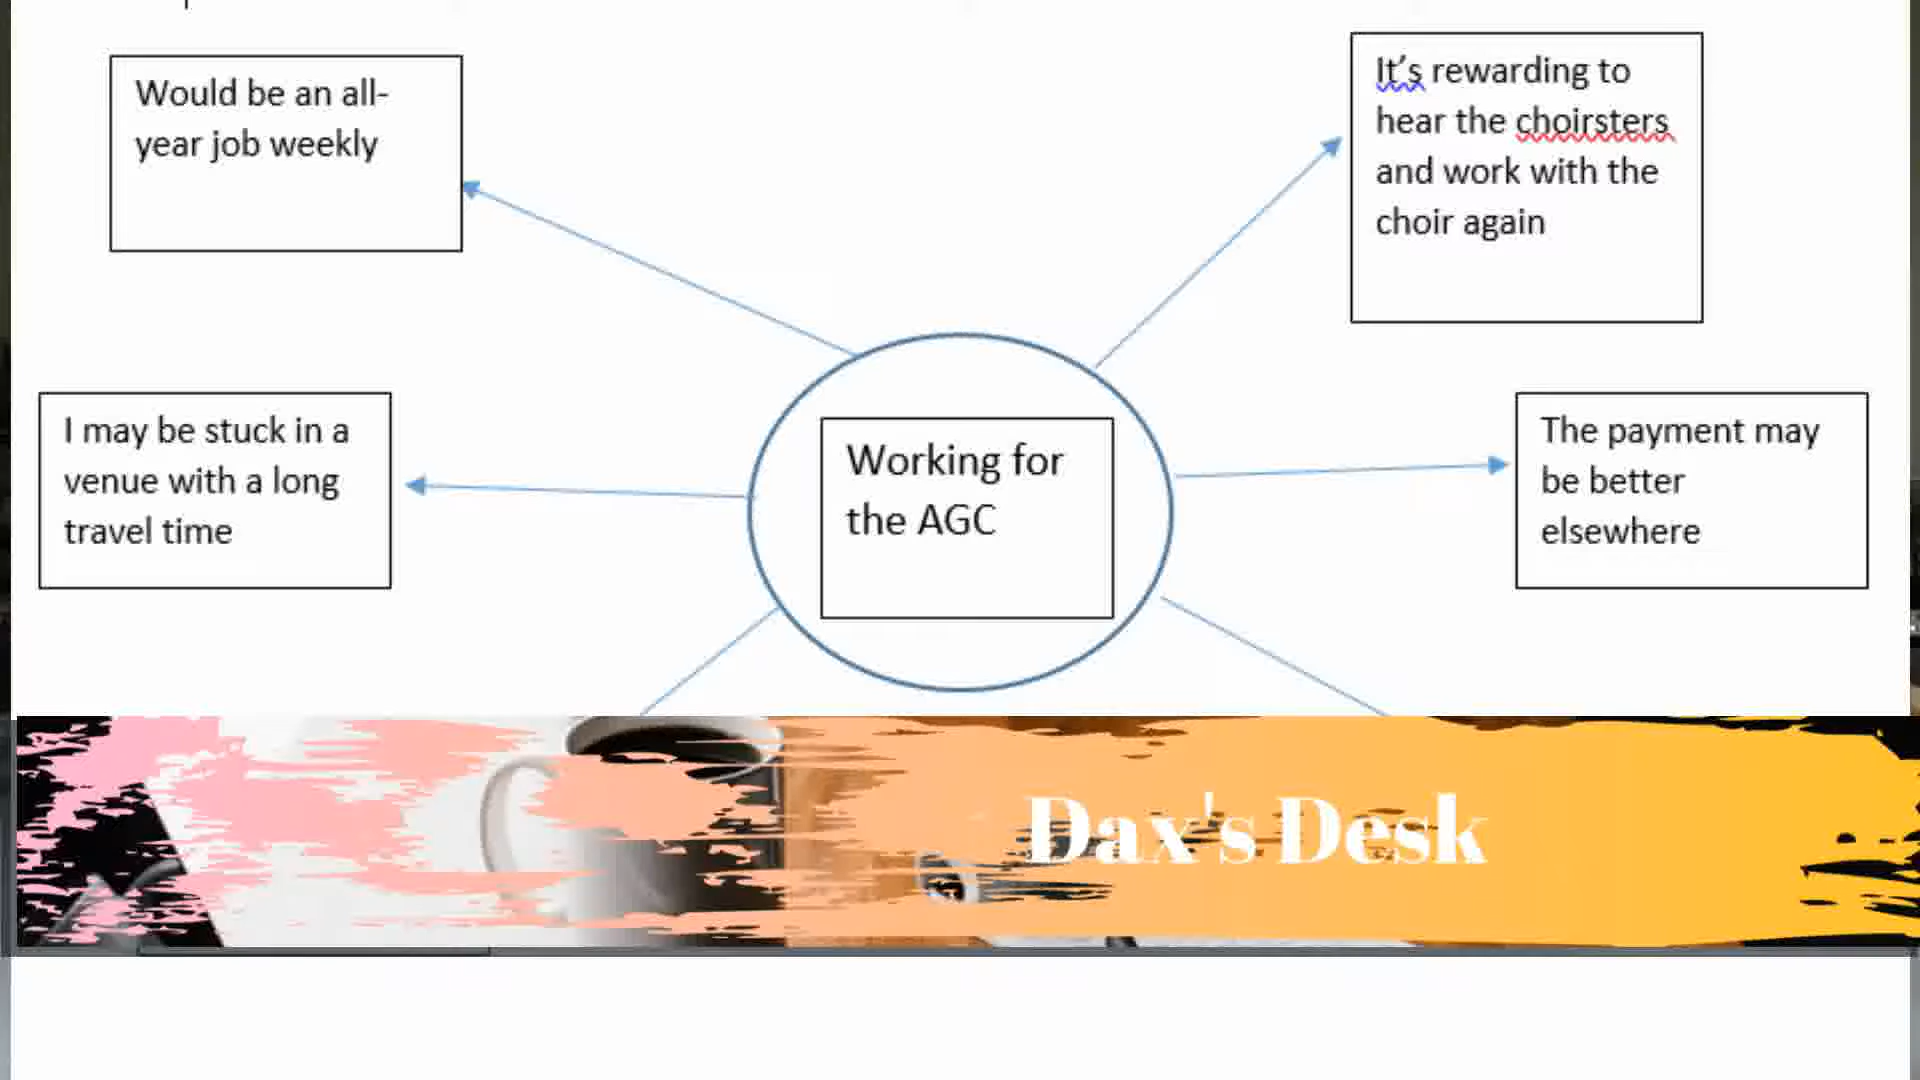 Would be an all-
year job weekly
It's rewarding to
hear the choirsters
and work with the
choir again
I may be stuck in a
venue with a long
travel time
Working for
the AGC
The payment may
be better
elsewhere
Dax's Desk